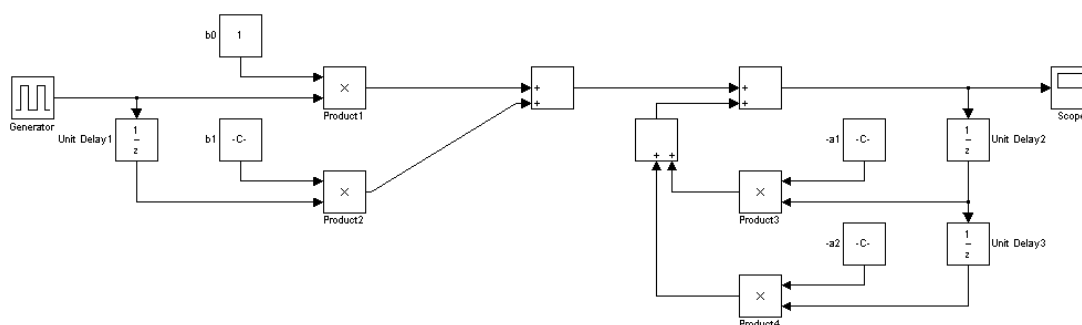 b0
1
+
+
+
+
Generator
Product1
Scope
Unit Delay1
1
z
b1
-C-
+ +
-a1
-C-
1
z
Unit Delay2
Product2
Product3
-a2
-C-
1
z
Unit Delay3
Product4